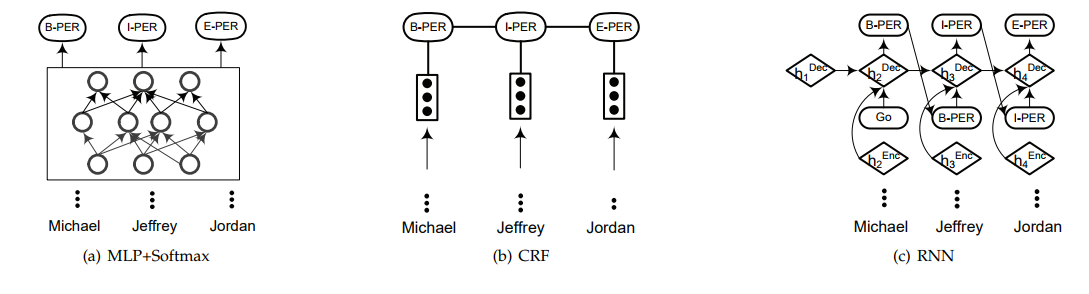 B-PER I-PER E-PER
Michael Jeffrey Jordan
(a) MLP+Softmax
B-PER I-PER E-PER
Michael Jeffrey Jordan
(b) CRF
B-PER I-PER E-PER
h1Dec h2Dec h3Dec h4Dec
Go B-PER I-PER
h2Enc h3Enc h4Enc
Michael Jeffrey Jordan
(c) RNN